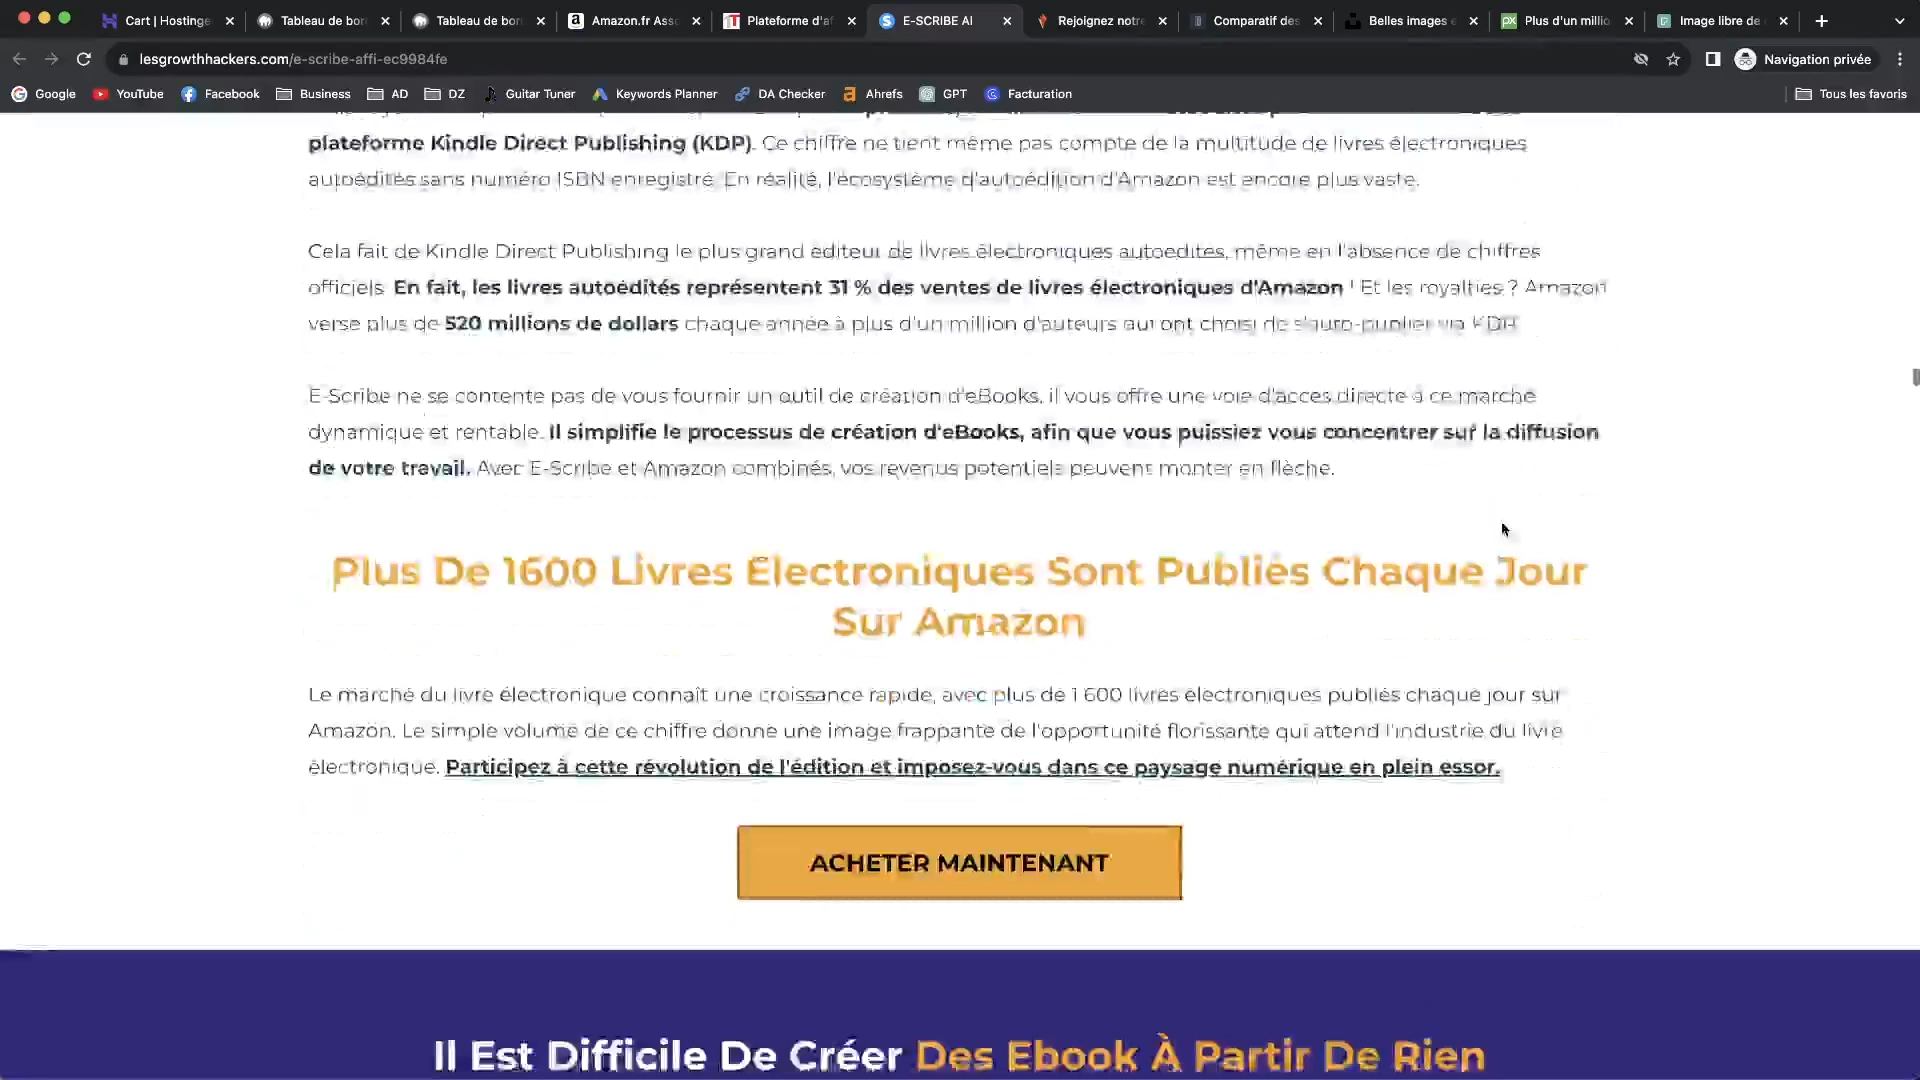 Cart | Hostinge
Tableau de bor
Tableau de bor
Amazon.fr Ass
Plateforme d'af
E-SCRIBE AI
Rejoignez notr
Comparatif des
Belles images
Plus d'un millio
Image libre de
lesgrowthhackers.com/e-scribe-affi-ec9984fe
Navigation privée
Google
YouTube
Facebook
Business
AD
DZ
Guitar Tuner
Keywords Planner
DA Checker
Ahrefs
GPT
Facturation
Tous les favoris
plateforme Kindle Direct Publishing (KDP). Ce chiffre ne tient même pas compte de la multitude de livres électroniques
autoédités sans numéro ISBN enregistré. En réalité, l'écosystème d'autoédition d'Amazon est encore plus vaste.
Cela fait de Kindle Direct Publishing le plus grand éditeur de livres électroniques autoédités, même en l'absence de chiffres
officiels. En fait, les livres autoédités représentent 31 % des ventes de livres électroniques d'Amazon ! Et les royalties ? Amazon
verse plus de 520 millions de dollars chaque année à plus d'un million d'auteurs qui ont choisi de s'auto-publier via KDP.
E-Scribe ne se contente pas de vous fournir un outil de création d'eBooks, il vous offre une voie d'accès directe à ce marché
dynamique et rentable. Il simplifie le processus de création d'eBooks, afin que vous puissiez vous concentrer sur la diffusion
de votre travail. Avec E-Scribe et Amazon combinés, vos revenus potentiels peuvent monter en flèche.
Plus De 1600 Livres Électroniques Sont Publiés Chaque Jour
Sur Amazon
Le marché du livre électronique connaît une croissance rapide, avec plus de 1 600 livres électroniques publiés chaque jour sur
Amazon. Le simple volume de ce chiffre donne une image frappante de l'opportunité florissante qui attend l'industrie du livre
électronique. Participez à cette révolution de l'édition et imposez-vous dans ce paysage numérique en plein essor.
ACHETER MAINTENANT
Il Est Difficile De Créer Des Ebook À Partir De Rien